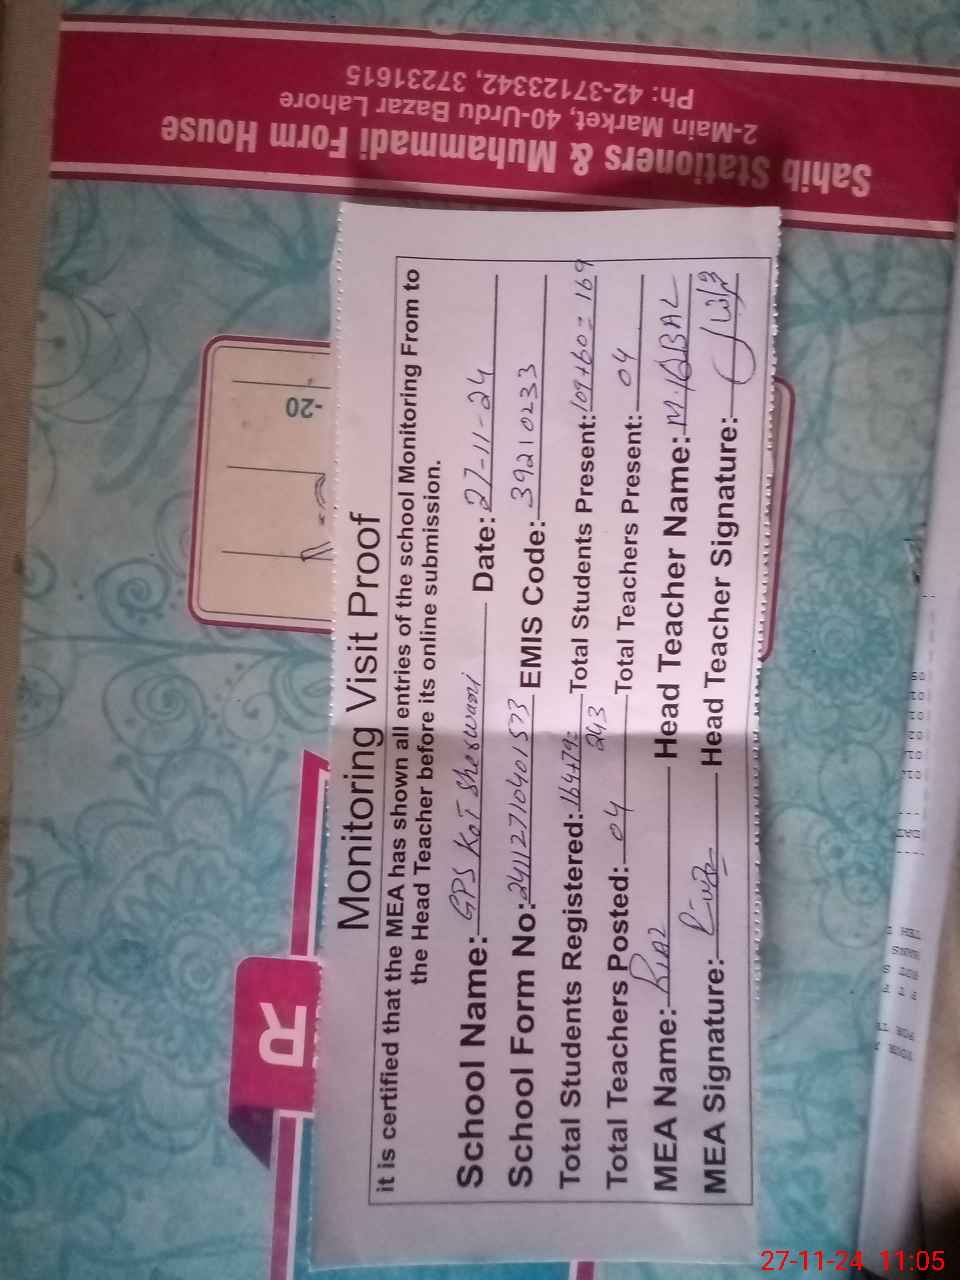 Sahib Stationers & Muhammadi Form House
2-Main Market, 40-Urdu Bazar Lahore
Ph: 42-37123342, 37231615
-20
R
Monitoring Visit Proof
it is certified that the MEA has shown all entries of the school Monitoring From to
the Head Teacher before its online submission.
School Name: GPS KOT Sherwani Date: 27-11-24
School Form No: 2411271040 1573 EMIS Code: 39210233
Total Students Registered: 164+79= 243 Total Students Present: 109+60=169
Total Teachers Posted: 04 Total Teachers Present: 04
MEA Name: RIAZ Head Teacher Name: M.IQBAL
MEA Signature: Head Teacher Signature:
27-11-24 11:05